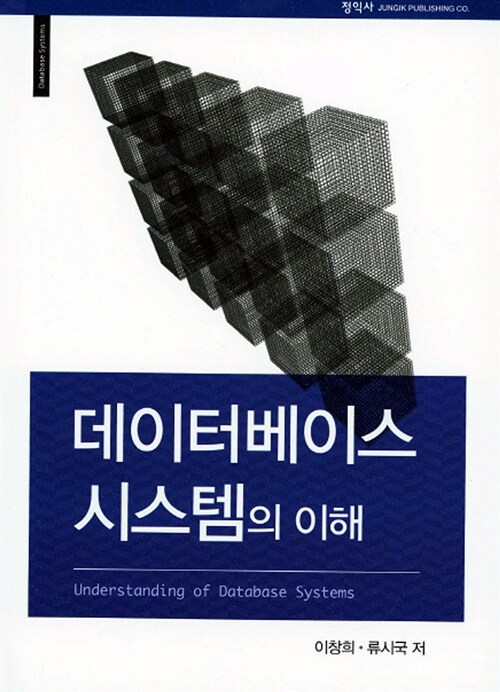 정익사 JUNGIK PUBLISHING CO.
Database Systems
데이터베이스
시스템의 이해
Understanding of Database Systems
이창희 • 류시국 저